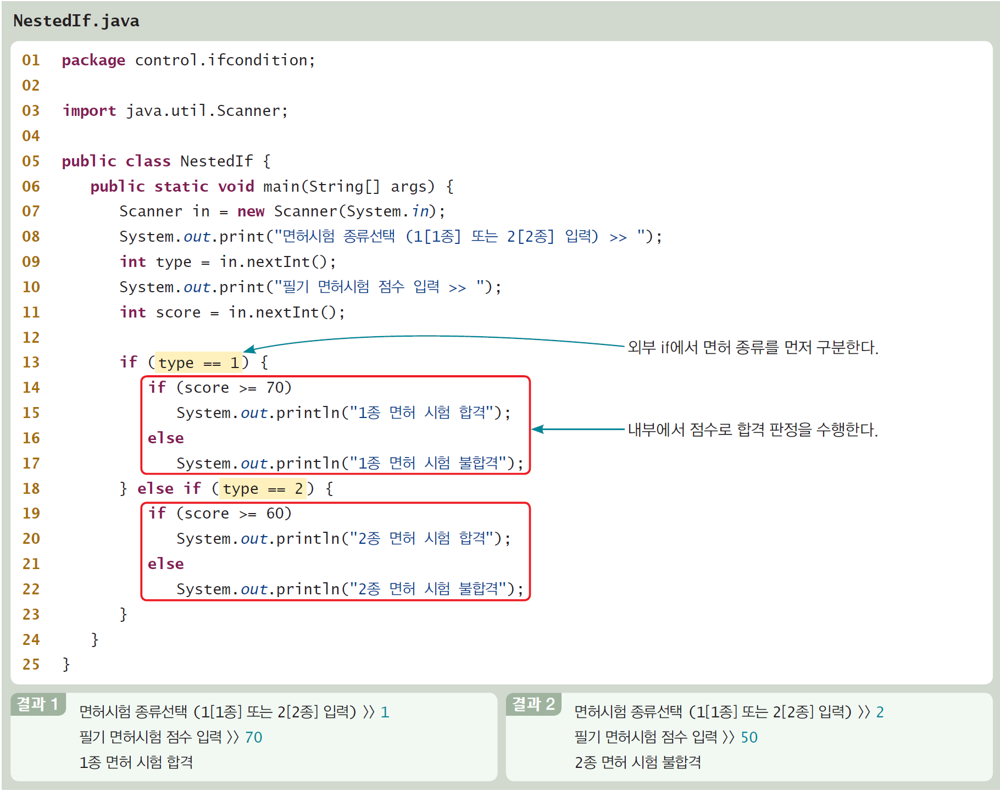 NestedIf.java
01 package control.ifcondition;
02
03 import java.util.Scanner;
04
05 public class NestedIf {
06 public static void main(String[] args) {
07 Scanner in = new Scanner(System.in);
08 System.out.print("면허시험 종류선택 (1[1종] 또는 2[2종] 입력) >> ");
09 int type = in.nextInt();
10 System.out.print("필기 면허시험 점수 입력 >> ");
11 int score = in.nextInt();
12
외부 if에서 면허 종류를 먼저 구분한다.
13 if (type == 1) {
14 if (score >= 70)
15 System.out.println("1종 면허 시험 합격");
내부에서 점수로 합격 판정을 수행한다.
16 else
17 System.out.println("1종 면허 시험 불합격");
18 } else if (type == 2) {
19 if (score >= 60)
20 System.out.println("2종 면허 시험 합격");
21 else
22 System.out.println("2종 면허 시험 불합격");
23 }
24 }
25 }
결과 1
면허시험 종류선택 (1[1종] 또는 2[2종] 입력) >> 1
필기 면허시험 점수 입력 >> 70
1종 면허 시험 합격
결과 2
면허시험 종류선택 (1[1종] 또는 2[2종] 입력) >> 2
필기 면허시험 점수 입력 >> 50
2종 면허 시험 불합격